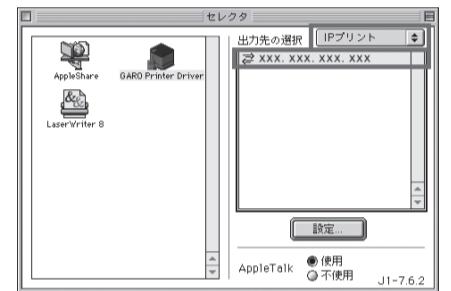 セレクタ
出力先の選択 IPプリント
XXX. XXX. XXX. XXX
AppleShare
GARO Printer Driver
LaserWriter 8
設定...
AppleTalk
使用
不使用
J1-7.6.2